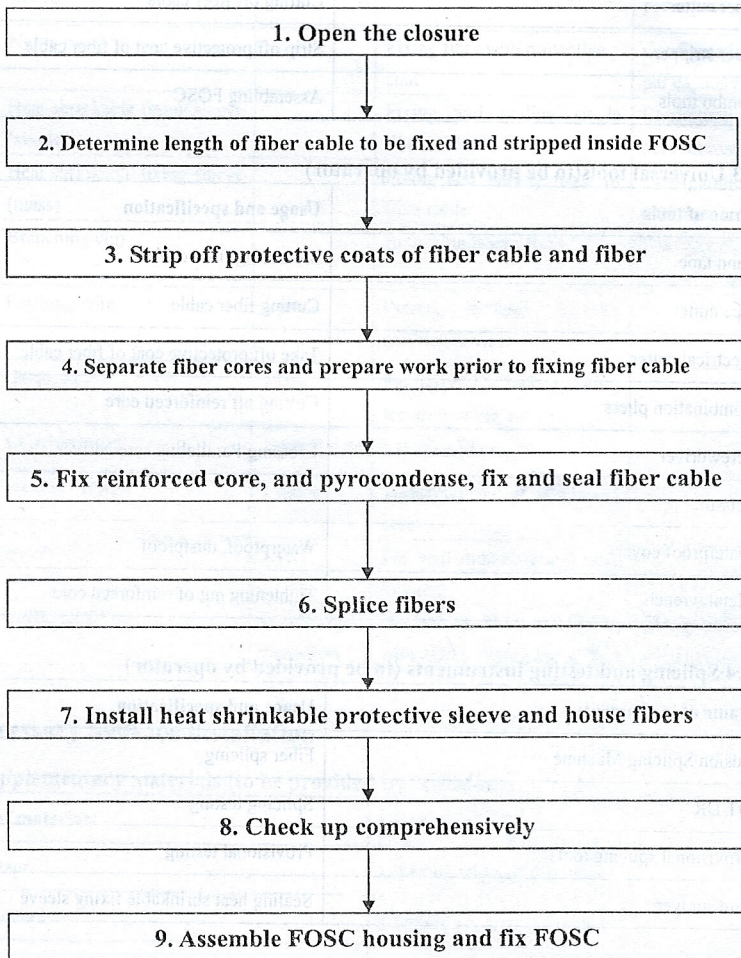 1. Open the closure
2. Determine length of fiber cable to be fixed and stripped inside FOSC
3. Strip off protective coats of fiber cable and fiber
4. Separate fiber cores and prepare work prior to fixing fiber cable
5. Fix reinforced core, and pyrocondense, fix and seal fiber cable
6. Splice fibers
7. Install heat shrinkable protective sleeve and house fibers
8. Check up comprehensively
9. Assemble FOSC housing and fix FOSC